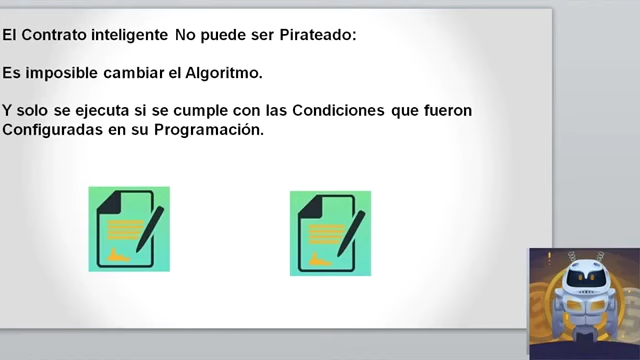 El Contrato inteligente No puede ser Pirateado:
Es imposible cambiar el Algoritmo.
Y solo se ejecuta si se cumple con las Condiciones que fueron
Configuradas en su Programación.